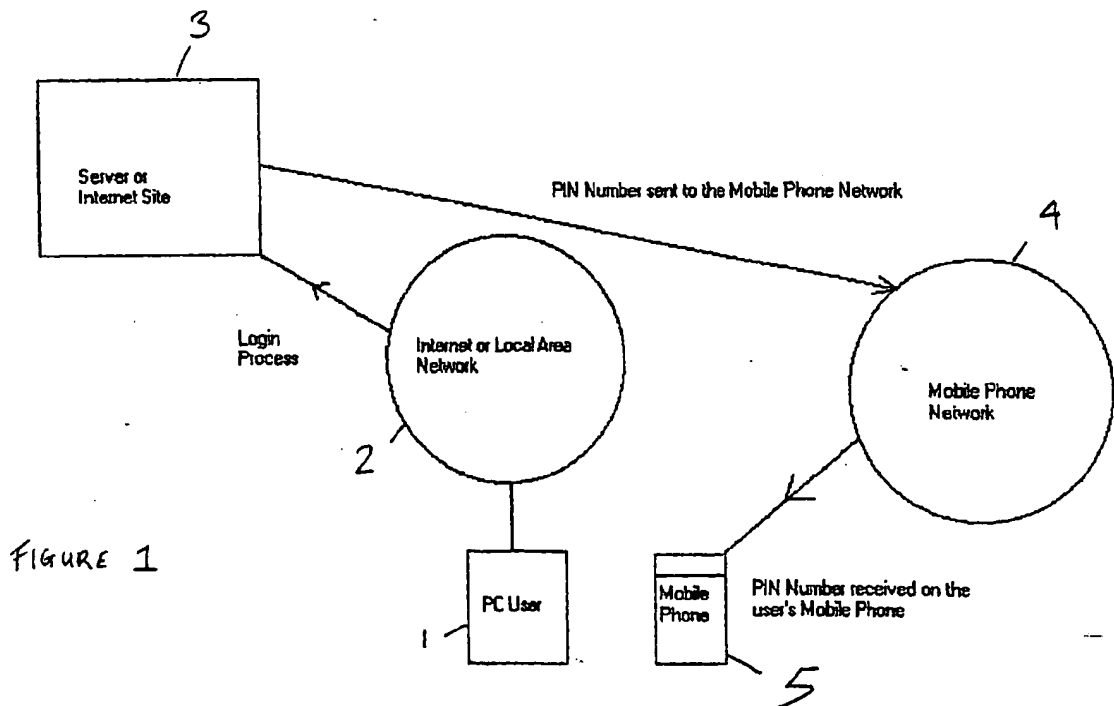 3
Server or
Internet Site
PIN Number sent to the Mobile Phone Network
4
Login
Process
Internet or Local Area
Network
Mobile Phone
Network
2
FIGURE 1
PC User
1
Mobile
Phone
PIN Number received on the
user's Mobile Phone
5